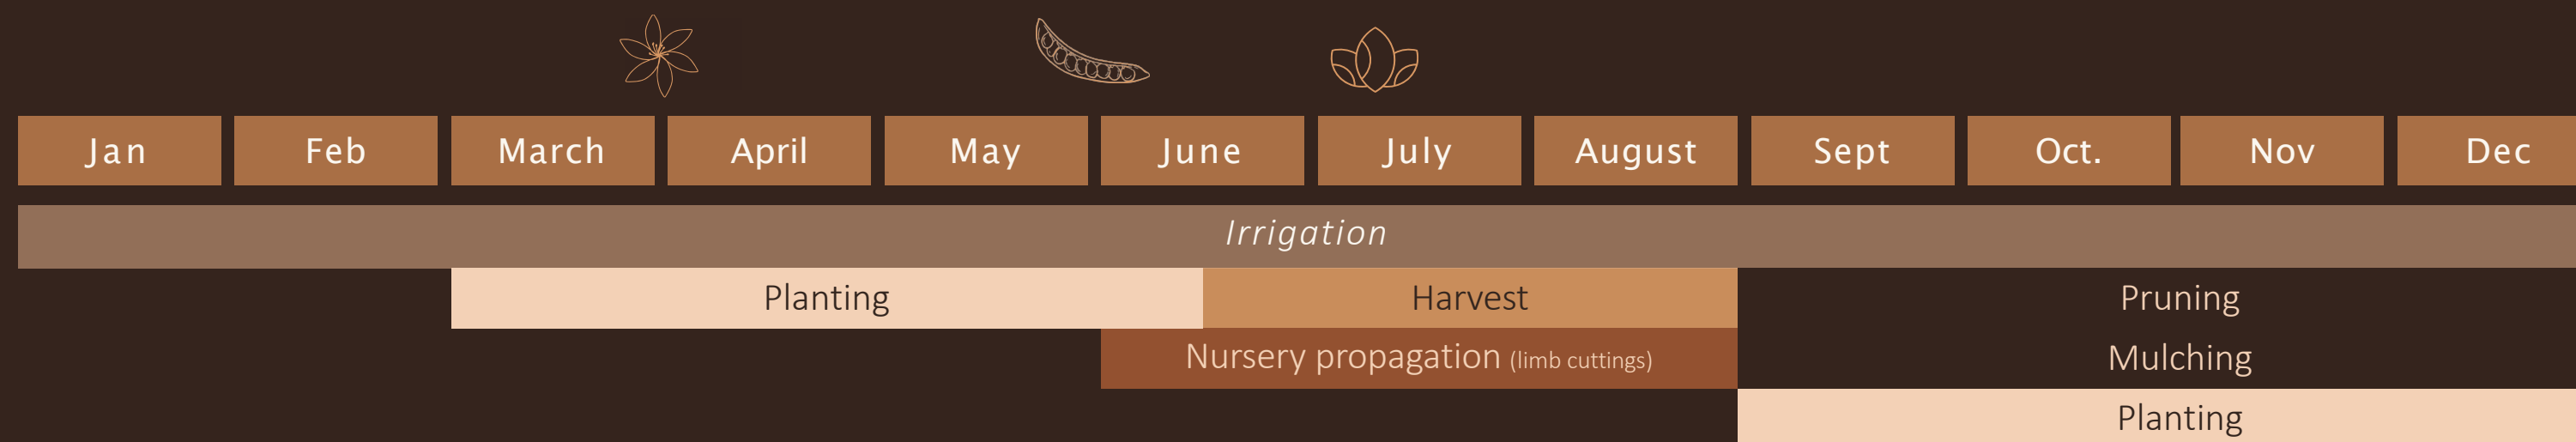 Jan Feb March April May June July August Sept Oct. Nov Dec
Irrigation
Planting Harvest Pruning
Nursery propagation (limb cuttings) Mulching
Planting